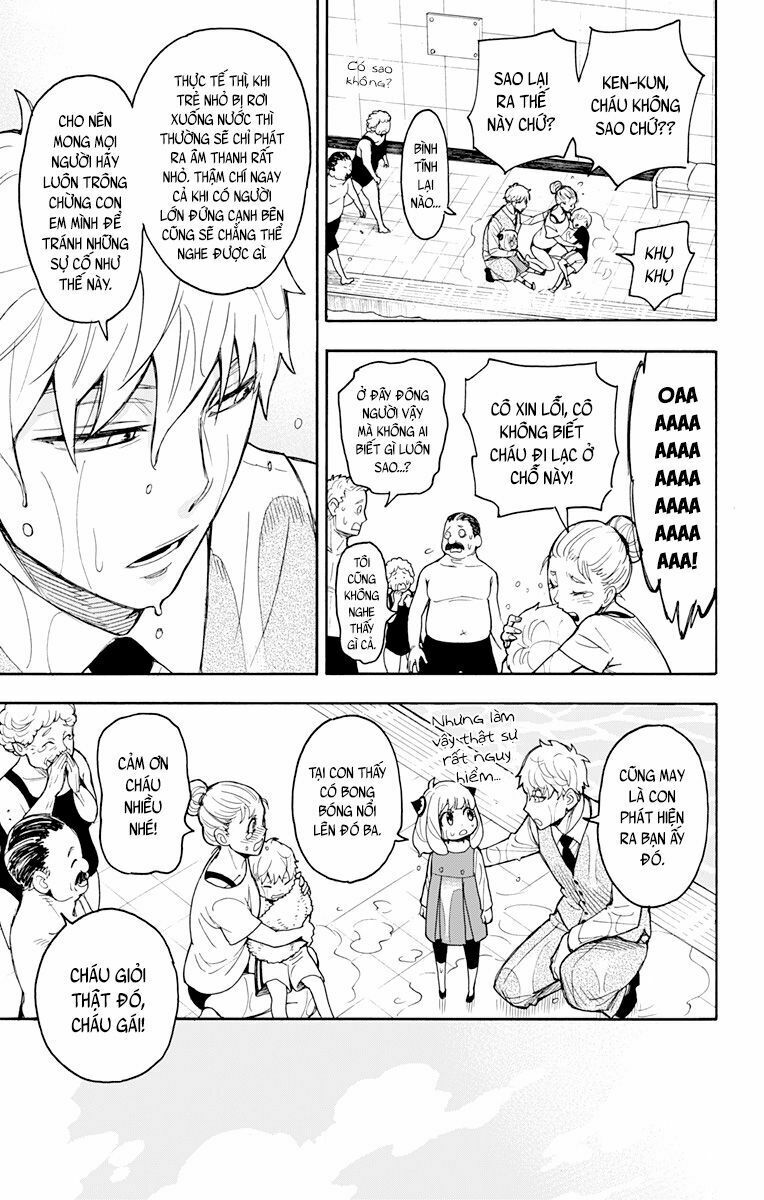 KEN-KUN,
CHÁU KHÔNG
SAO CHỨ??
SAO LẠI
RA THẾ
NÀY CHỨ?
Có sao
không?
BÌNH
TĨNH
LẠI
NÀO...
KHỤ
KHỤ
OAA
AAAA
AAAA
AAAA
AAAA
AAAA
AAA!
CÔ XIN LỖI, CÔ
KHÔNG BIẾT
CHÁU ĐI LẠC Ở
CHỖ NÀY!
Ở ĐÂY ĐÔNG
NGƯỜI VẬY
MÀ KHÔNG AI
BIẾT GÌ LUÔN
SAO...?
TÔI
CŨNG
KHÔNG
NGHE
THẤY
GÌ CẢ.
THỰC TẾ THÌ, KHI
TRẺ NHỎ BỊ RƠI
XUỐNG NƯỚC THÌ
THƯỜNG SẼ CHỈ PHÁT
RA ÂM THANH RẤT
NHỎ. THẬM CHÍ NGAY
CẢ KHI CÓ NGƯỜI
LỚN ĐỨNG CẠNH BÊN
CŨNG SẼ CHẲNG THỂ
NGHE ĐƯỢC GÌ.
CHO NÊN
MONG MỌI
NGƯỜI HÃY
LUÔN TRÔNG
CHỪNG CON
EM MÌNH ĐỂ
TRÁNH NHỮNG
SỰ CỐ NHƯ
THẾ NÀY.
CŨNG MAY
LÀ CON
PHÁT HIỆN
RA BẠN ẤY
ĐÓ.
Nhưng làm
vậy thật sự
rất nguy
hiểm...
TẠI CON THẤY
CÓ BONG
BÓNG NỔI
LÊN ĐÓ BA.
CẢM ƠN
CHÁU
NHIỀU
NHÉ!
CHÁU GIỎI
THẬT ĐÓ,
CHÁU GÁI!